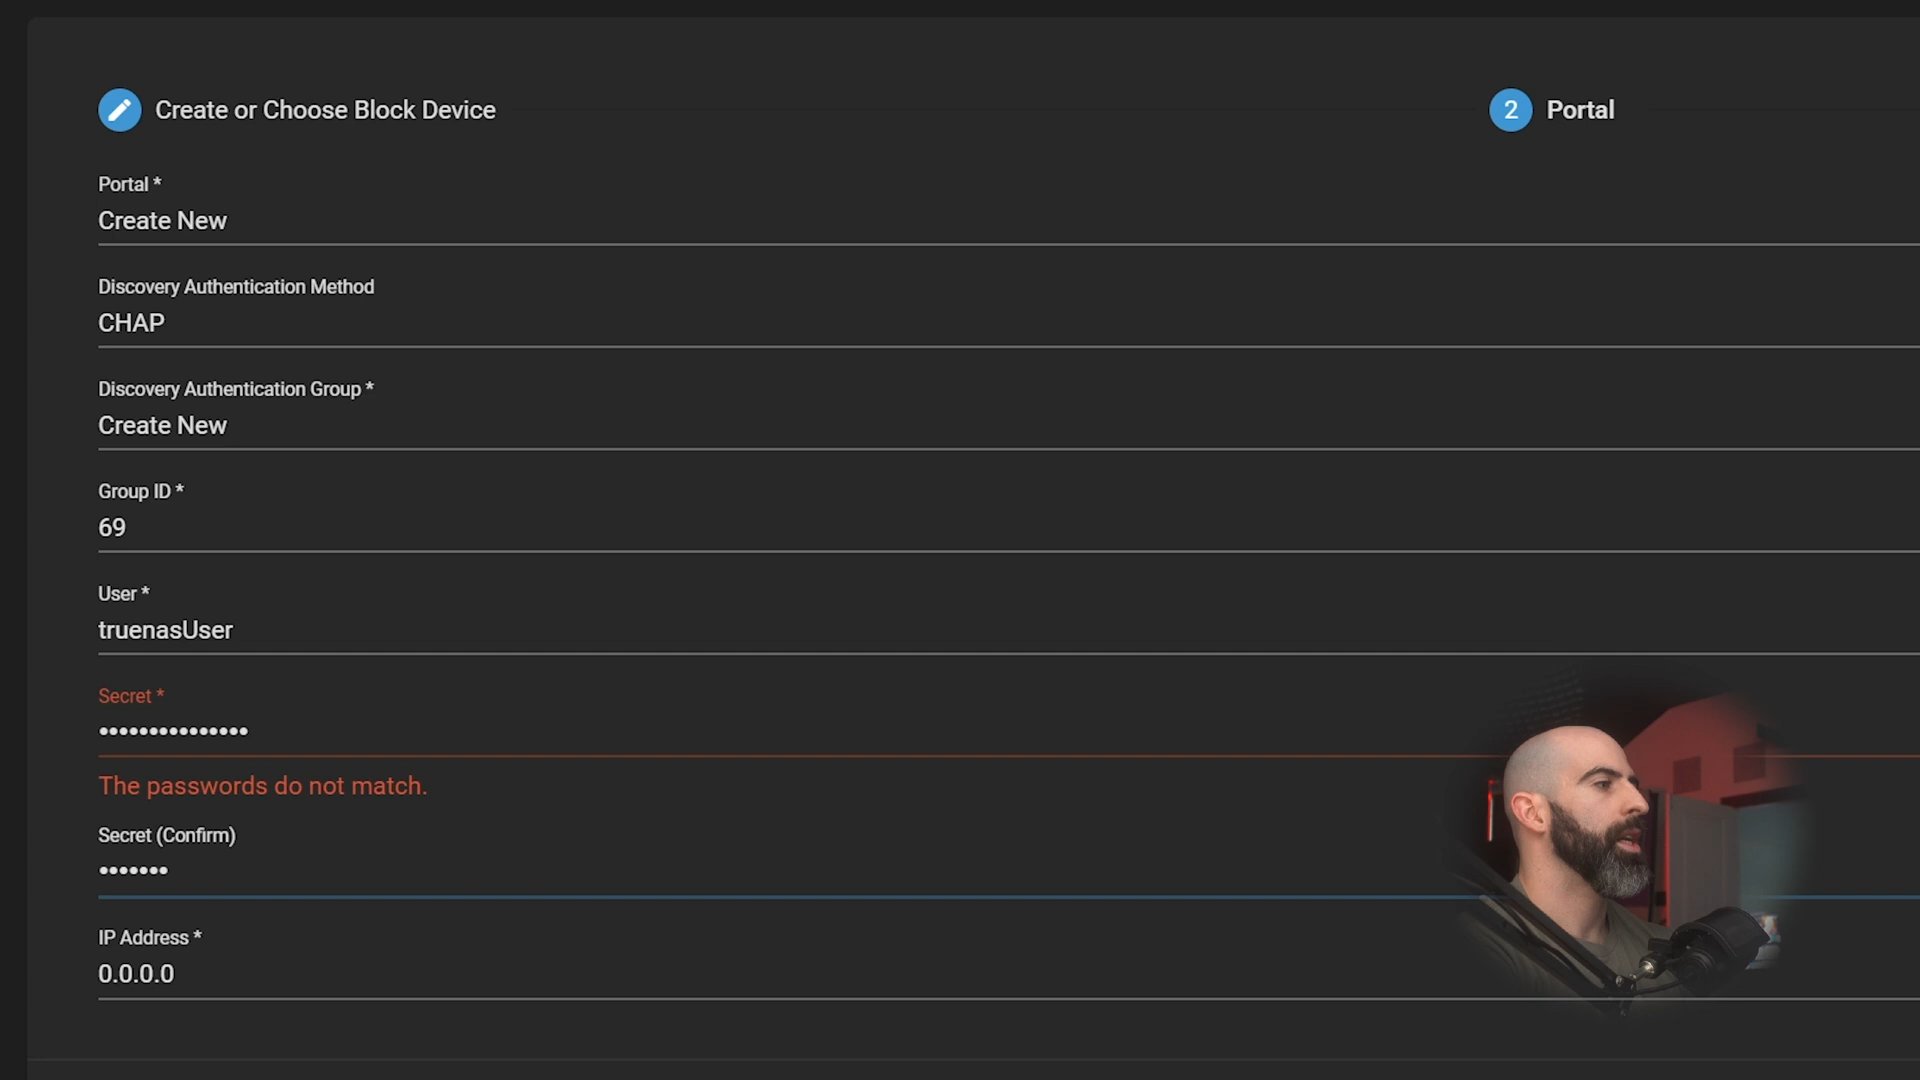 Create or Choose Block Device
2 Portal
Portal *
Create New
Discovery Authentication Method
CHAP
Discovery Authentication Group *
Create New
Group ID *
69
User *
truenasUser
Secret *
•••••••••••••••
The passwords do not match.
Secret (Confirm)
•••••••
IP Address *
0.0.0.0